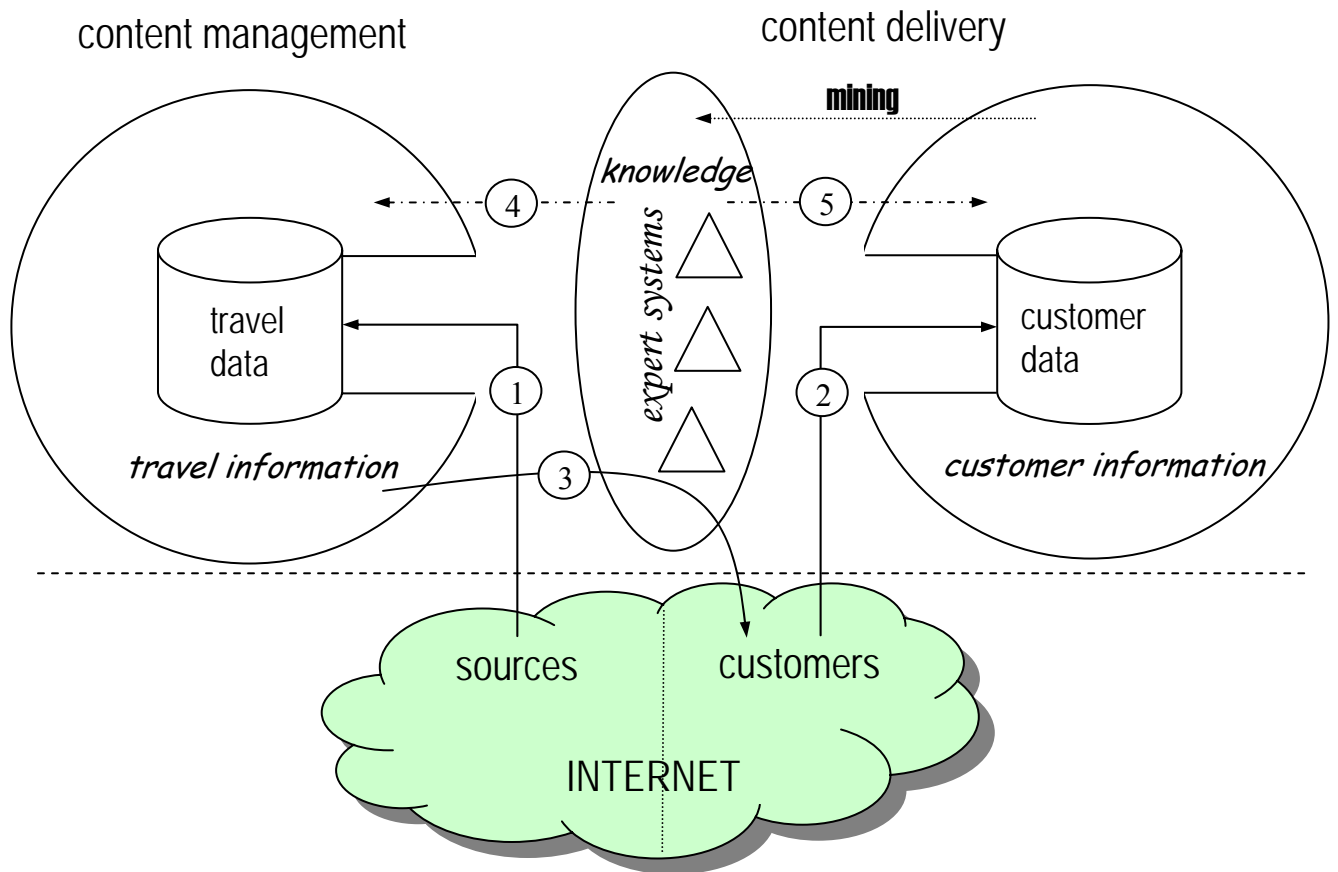 content management
content delivery
mining
knowledge
4
5
expert systems
travel
data
customer
data
1
2
travel information
3
customer information
sources
customers
INTERNET